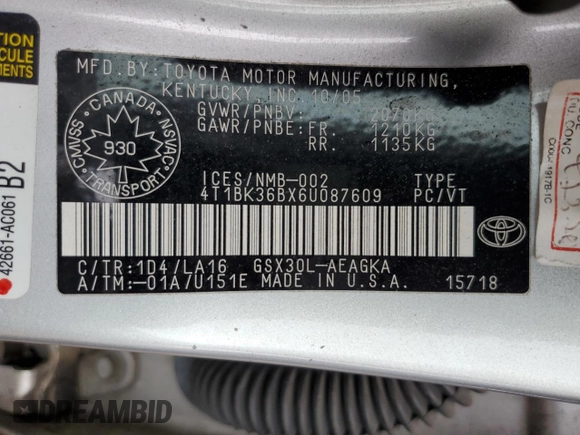 MFD.BY:TOYOTA MOTOR MANUFACTURING,
KENTUCKY, INC. 10/05
GVWR/PNBV
GAWR/PNBE: FR. 1210KG
RR. 1135KG
CANADA
CMVSS
NSVAC
930
TRANSPORT
ICES/NMB-002 TYPE
4T1BK36BX6U087609 PC/VT
C/TR:1D4/LA16 GSX30L-AEAGKA
A/TM:-01A/U151E MADE IN U.S.A. 15718
TOYOTA
42661-AC061 B2
DREAMBID